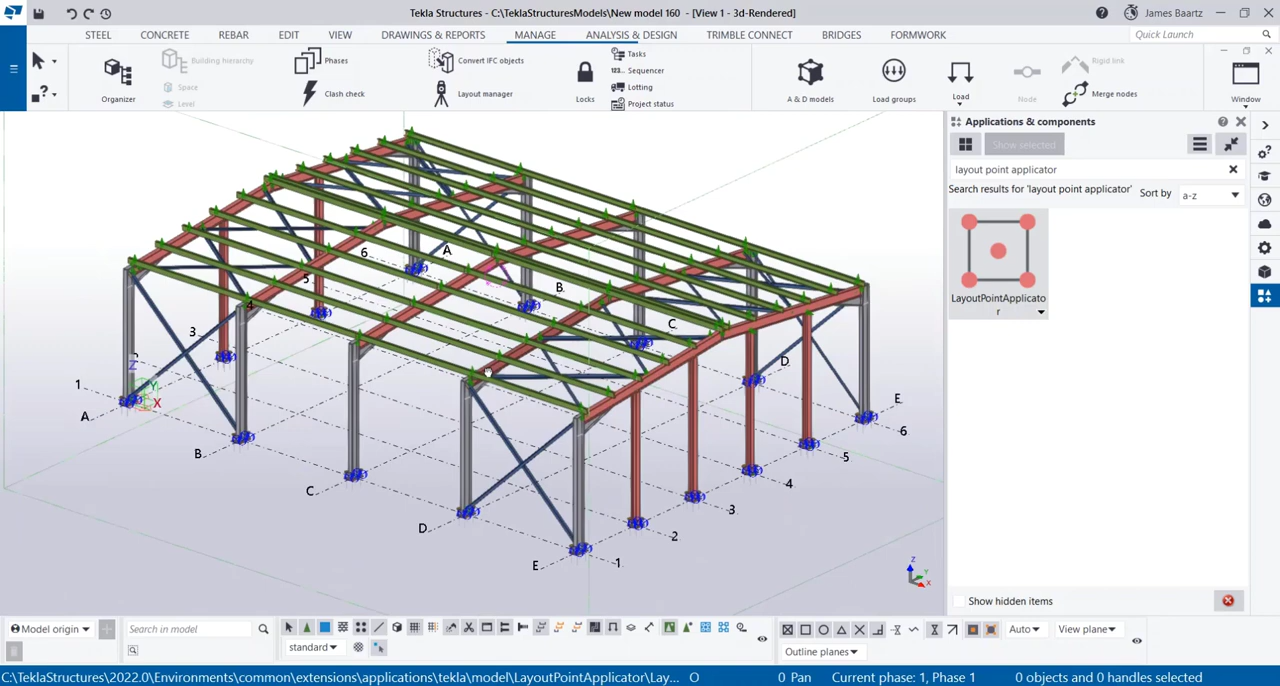 Tekla Structures - C:\TeklaStructuresModels\New model 160 - [View 1 - 3d-Rendered]
James Baartz
STEEL CONCRETE REBAR EDIT VIEW DRAWINGS & REPORTS MANAGE ANALYSIS & DESIGN TRIMBLE CONNECT BRIDGES FORMWORK
Quick Launch
Organizer
Building hierarchy
Space
Level
Phases
Clash check
Convert IFC objects
Layout manager
Locks
Tasks
Sequencer
Lotting
Project status
A & D models
Load groups
Load
Node
Rigid link
Merge nodes
Window
Applications & components
Show selected
layout point applicator
Search results for 'layout point applicator'
Sort by
a-z
LayoutPointApplicato
r
6
A
5
B
4
3
C
Z
Y
X
D
1
A
E
6
B
5
C
4
3
D
2
E
1
Z
Y
X
Show hidden items
Model origin
Search in model
standard
Auto
View plane
Outline planes
C:\TeklaStructures\2022.0\Environments\common\extensions\applications\tekla\model\LayoutPointApplicator\Lay...
O
0 Pan
Current phase: 1, Phase 1
0 objects and 0 handles selected